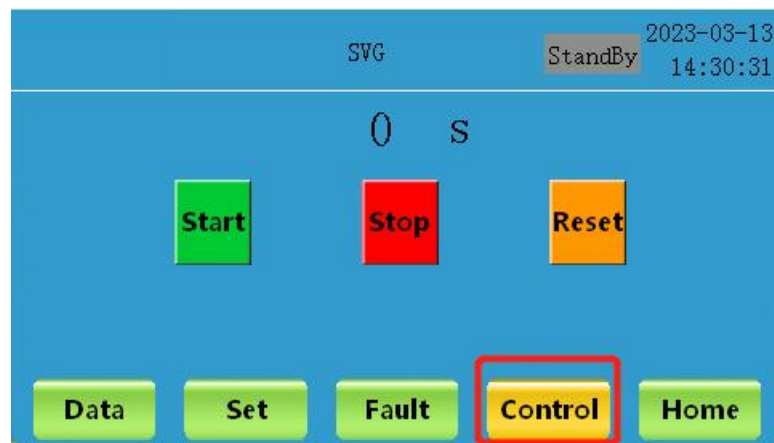 SVG
StandBy
2023-03-13
14:30:31
0 s
Start
Stop
Reset
Data
Set
Fault
Control
Home